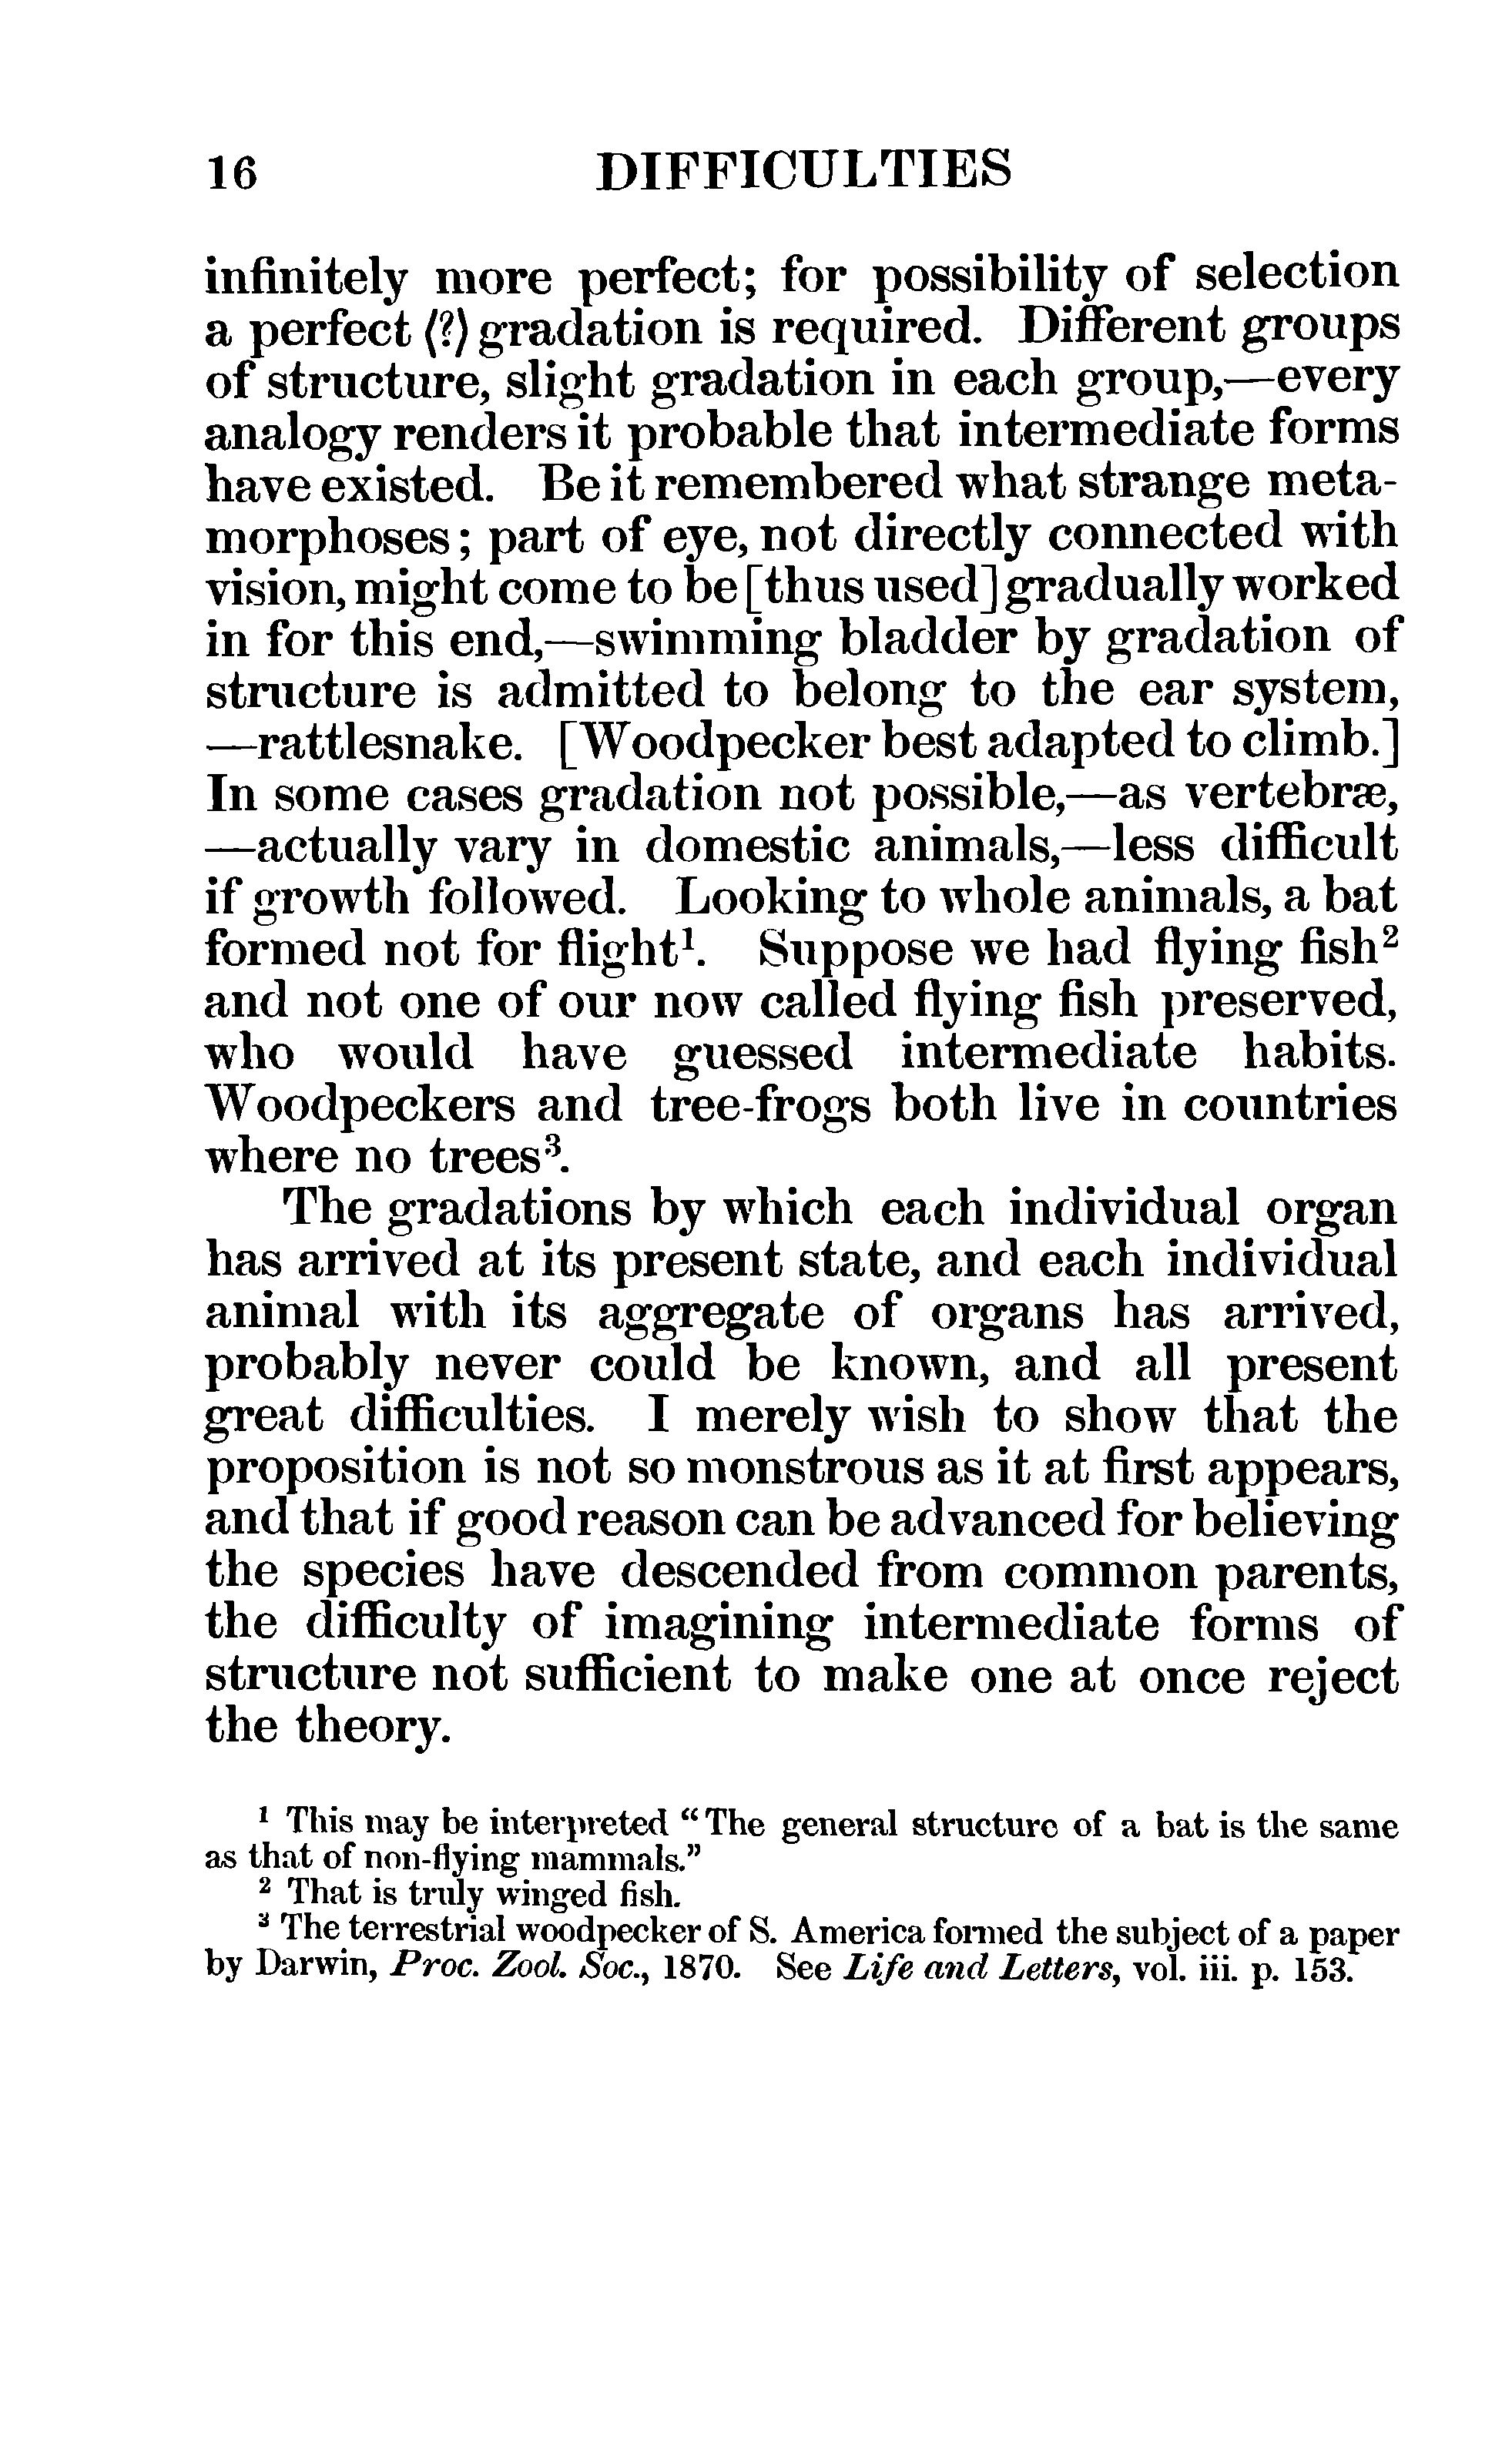 16 DIFFICULTIES
infinitely more perfect; for possibility of selection
a perfect (?) gradation is required. Different groups
of structure, slight gradation in each group,—every
analogy renders it probable that intermediate forms
have existed. Be it remembered what strange meta-
morphoses; part of eye, not directly connected with
vision, might come to be [thus used] gradually worked
in for this end,—swimming bladder by gradation of
structure is admitted to belong to the ear system,
—rattlesnake. [Woodpecker best adapted to climb.]
In some cases gradation not possible,—as vertebræ,
—actually vary in domestic animals,—less difficult
if growth followed. Looking to whole animals, a bat
formed not for flight¹. Suppose we had flying fish²
and not one of our now called flying fish preserved,
who would have guessed intermediate habits.
Woodpeckers and tree-frogs both live in countries
where no trees³.
The gradations by which each individual organ
has arrived at its present state, and each individual
animal with its aggregate of organs has arrived,
probably never could be known, and all present
great difficulties. I merely wish to show that the
proposition is not so monstrous as it at first appears,
and that if good reason can be advanced for believing
the species have descended from common parents,
the difficulty of imagining intermediate forms of
structure not sufficient to make one at once reject
the theory.
¹ This may be interpreted "The general structure of a bat is the same
as that of non-flying mammals."
² That is truly winged fish.
³ The terrestrial woodpecker of S. America formed the subject of a paper
by Darwin, Proc. Zool. Soc., 1870. See Life and Letters, vol. iii. p. 153.